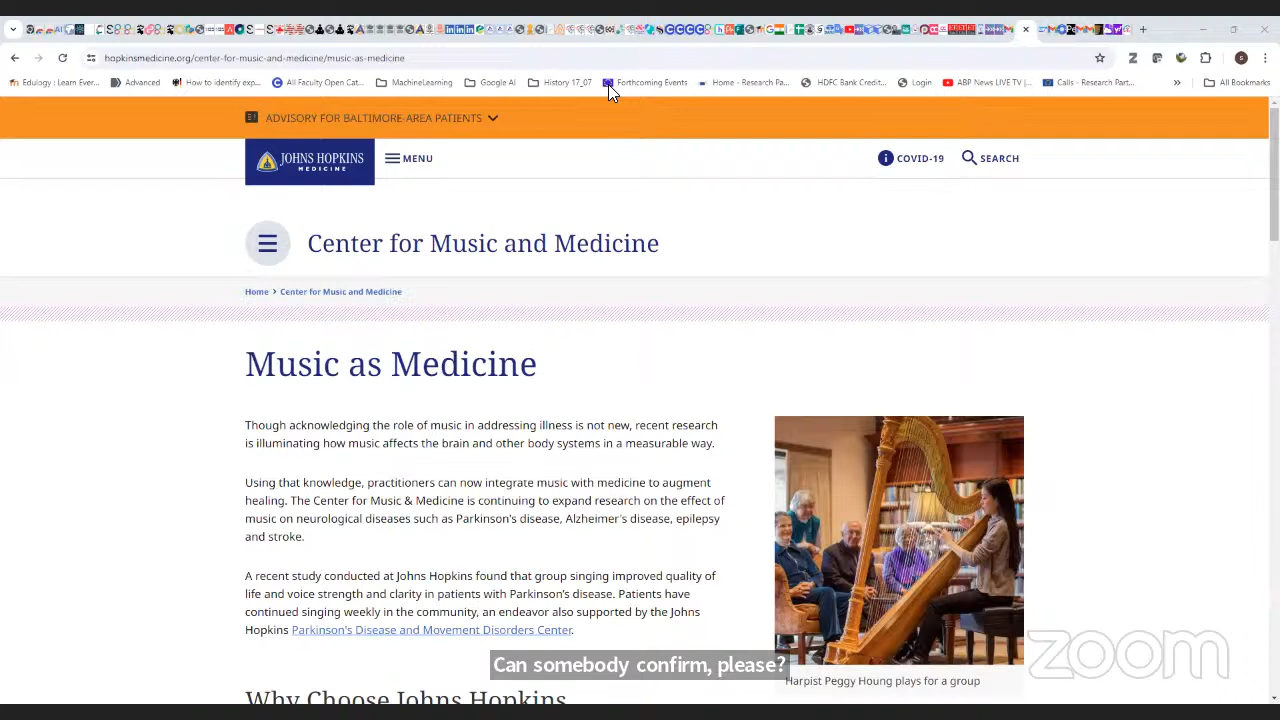 hopkinsmedicine.org/center-for-music-and-medicine/music-as-medicine
Edulogy : Learn Ever...
Advanced
How to identify exp...
All Faculty Open Cat...
MachineLearning
Google AI
History 17_07
Forthcoming Events
Home - Research Pa...
HDFC Bank Credit...
Login
ABP News LIVE TV |...
Calls - Research Part...
»
All Bookmarks
ADVISORY FOR BALTIMORE-AREA PATIENTS
JOHNS HOPKINS
MEDICINE
MENU
COVID-19
SEARCH
Center for Music and Medicine
Home > Center for Music and Medicine
Music as Medicine
Though acknowledging the role of music in addressing illness is not new, recent research
is illuminating how music affects the brain and other body systems in a measurable way.
Using that knowledge, practitioners can now integrate music with medicine to augment
healing. The Center for Music & Medicine is continuing to expand research on the effect of
music on neurological diseases such as Parkinson's disease, Alzheimer's disease, epilepsy
and stroke.
A recent study conducted at Johns Hopkins found that group singing improved quality of
life and voice strength and clarity in patients with Parkinson's disease. Patients have
continued singing weekly in the community, an endeavor also supported by the Johns
Hopkins Parkinson's Disease and Movement Disorders Center.
Harpist Peggy Houng plays for a group
Why Choose Johns Hopkins
Can somebody confirm, please?
zoom